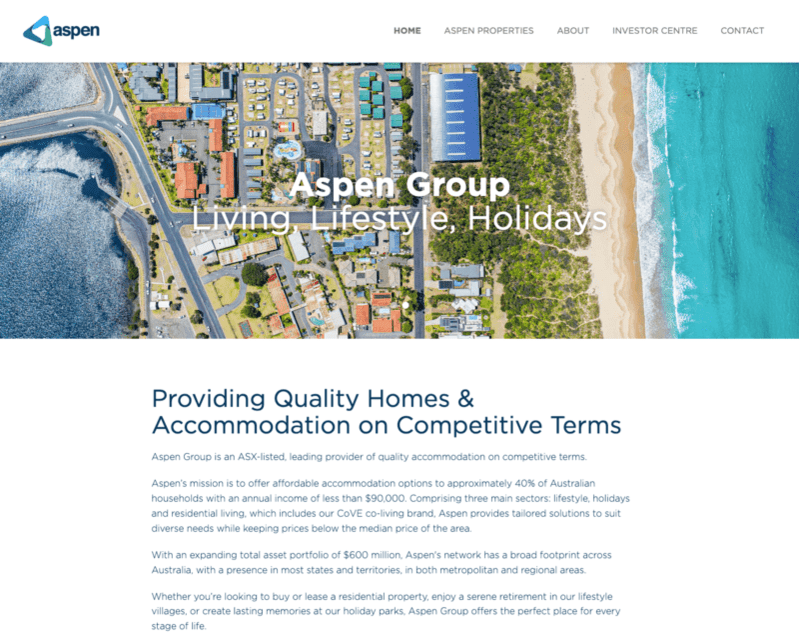 aspen
HOME ASPEN PROPERTIES ABOUT INVESTOR CENTRE CONTACT
Aspen Group
Living, Lifestyle, Holidays
Providing Quality Homes &
Accommodation on Competitive Terms
Aspen Group is an ASX-listed, leading provider of quality accommodation on competitive terms.
Aspen's mission is to offer affordable accommodation options to approximately 40% of Australian
households with an annual income of less than $90,000. Comprising three main sectors: lifestyle, holidays
and residential living, which includes our CoVE co-living brand, Aspen provides tailored solutions to suit
diverse needs while keeping prices below the median price of the area.
With an expanding total asset portfolio of $600 million, Aspen's network has a broad footprint across
Australia, with a presence in most states and territories, in both metropolitan and regional areas.
Whether you're looking to buy or lease a residential property, enjoy a serene retirement in our lifestyle
villages, or create lasting memories at our holiday parks, Aspen Group offers the perfect place for every
stage of life.